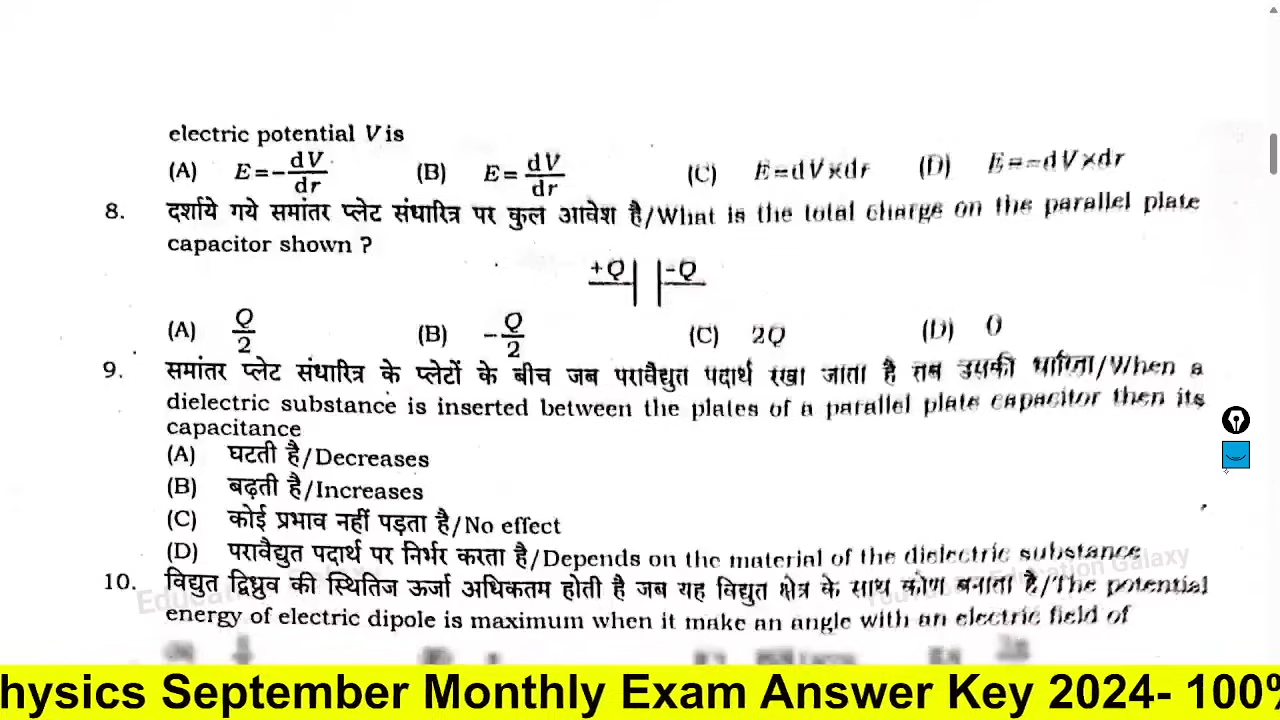 electric potential V is
(A) E=-dV/dr (B) E=dV/dr (C) E=dV×dr (D) E=-dV×dr
8. दर्शाये गये समांतर प्लेट संधारित्र पर कुल आवेश है/What is the total charge on the parallel plate
capacitor shown ?
+Q -Q
(A) Q/2 (B) -Q/2 (C) 2Q (D) 0
9. समांतर प्लेट संधारित्र के प्लेटों के बीच जब परावैद्युत पदार्थ रखा जाता है तब उसकी धारिता/When a
dielectric substance is inserted between the plates of a parallel plate capacitor then its
capacitance
(A) घटती है/Decreases
(B) बढ़ती है/Increases
(C) कोई प्रभाव नहीं पड़ता है/No effect
(D) परावैद्युत पदार्थ पर निर्भर करता है/Depends on the material of the dielectric substance
10. विद्युत द्विध्रुव की स्थितिज ऊर्जा अधिकतम होती है जब यह विद्युत क्षेत्र के साथ कोण बनाता है/The potential
energy of electric dipole is maximum when it make an angle with an electric field of
hysics September Monthly Exam Answer Key 2024- 100%